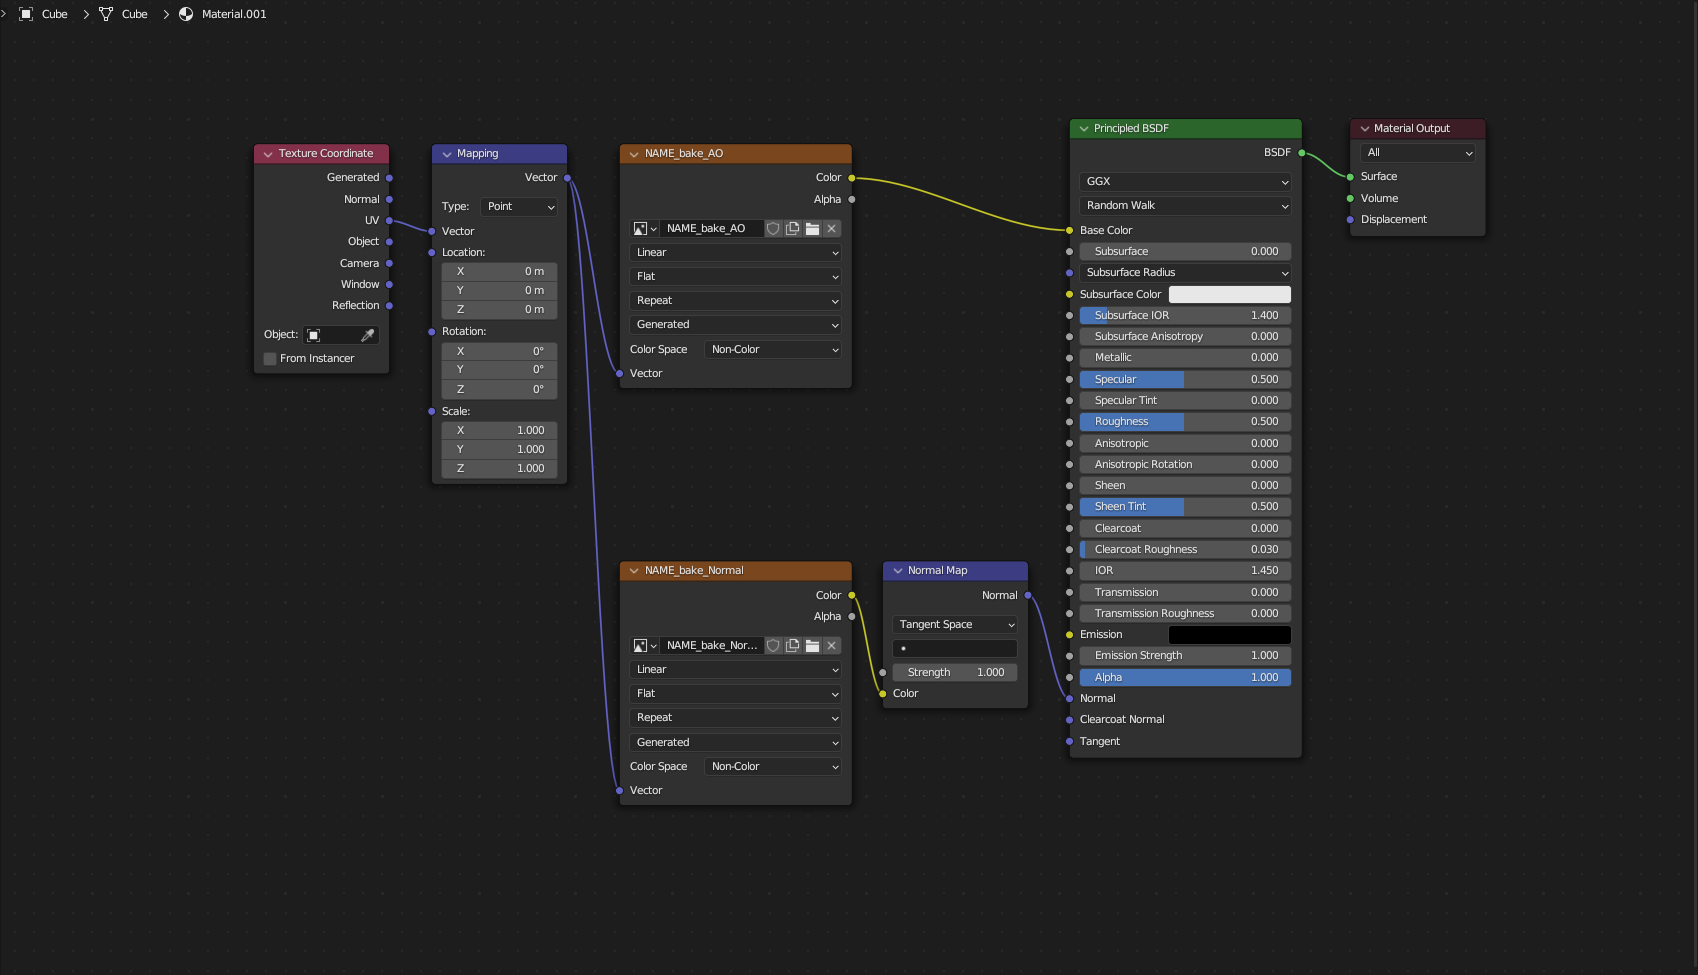 Cube > Cube > Material.001
Texture Coordinate
Generated
Normal
UV
Object
Camera
Window
Reflection
Object:
From Instancer
Mapping
Vector
Type: Point
Vector
Location:
X 0 m
Y 0 m
Z 0 m
Rotation:
X 0°
Y 0°
Z 0°
Scale:
X 1.000
Y 1.000
Z 1.000
NAME_bake_AO
Color
Alpha
NAME_bake_AO
Linear
Flat
Repeat
Generated
Color Space Non-Color
Vector
NAME_bake_Normal
Color
Alpha
NAME_bake_Nor...
Linear
Flat
Repeat
Generated
Color Space Non-Color
Vector
Normal Map
Normal
Tangent Space
Strength 1.000
Color
Principled BSDF
BSDF
GGX
Random Walk
Base Color
Subsurface 0.000
Subsurface Radius
Subsurface Color
Subsurface IOR 1.400
Subsurface Anisotropy 0.000
Metallic 0.000
Specular 0.500
Specular Tint 0.000
Roughness 0.500
Anisotropic 0.000
Anisotropic Rotation 0.000
Sheen 0.000
Sheen Tint 0.500
Clearcoat 0.000
Clearcoat Roughness 0.030
IOR 1.450
Transmission 0.000
Transmission Roughness 0.000
Emission
Emission Strength 1.000
Alpha 1.000
Normal
Clearcoat Normal
Tangent
Material Output
All
Surface
Volume
Displacement